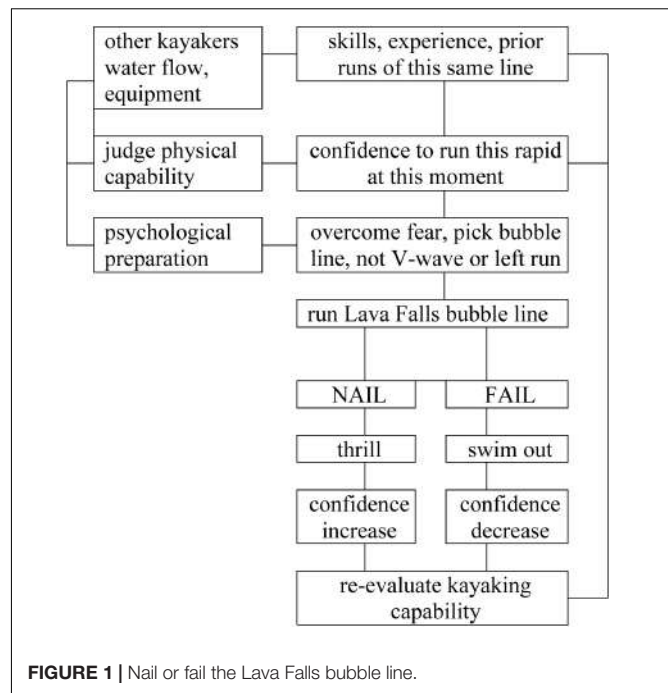 other kayakers
water flow,
equipment
skills, experience, prior
runs of this same line
judge physical
capability
confidence to run this rapid
at this moment
psychological
preparation
overcome fear, pick bubble
line, not V-wave or left run
run Lava Falls bubble line
NAIL
FAIL
thrill
swim out
confidence
increase
confidence
decrease
re-evaluate kayaking
capability
FIGURE 1 | Nail or fail the Lava Falls bubble line.